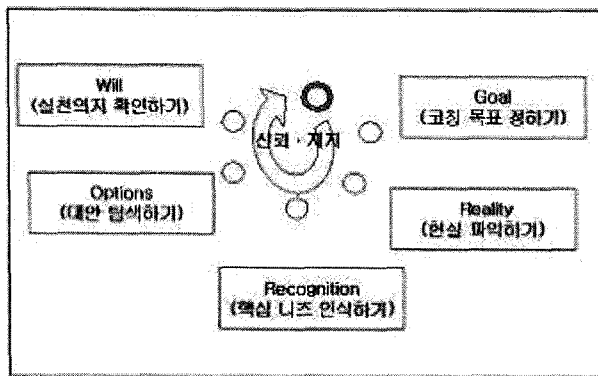 Will
(실천의지 확인하기)
Goal
(코칭 목표 정하기)
신뢰 · 지지
Options
(대안 탐색하기)
Reality
(현실 파악하기)
Recognition
(핵심 니즈 인식하기)